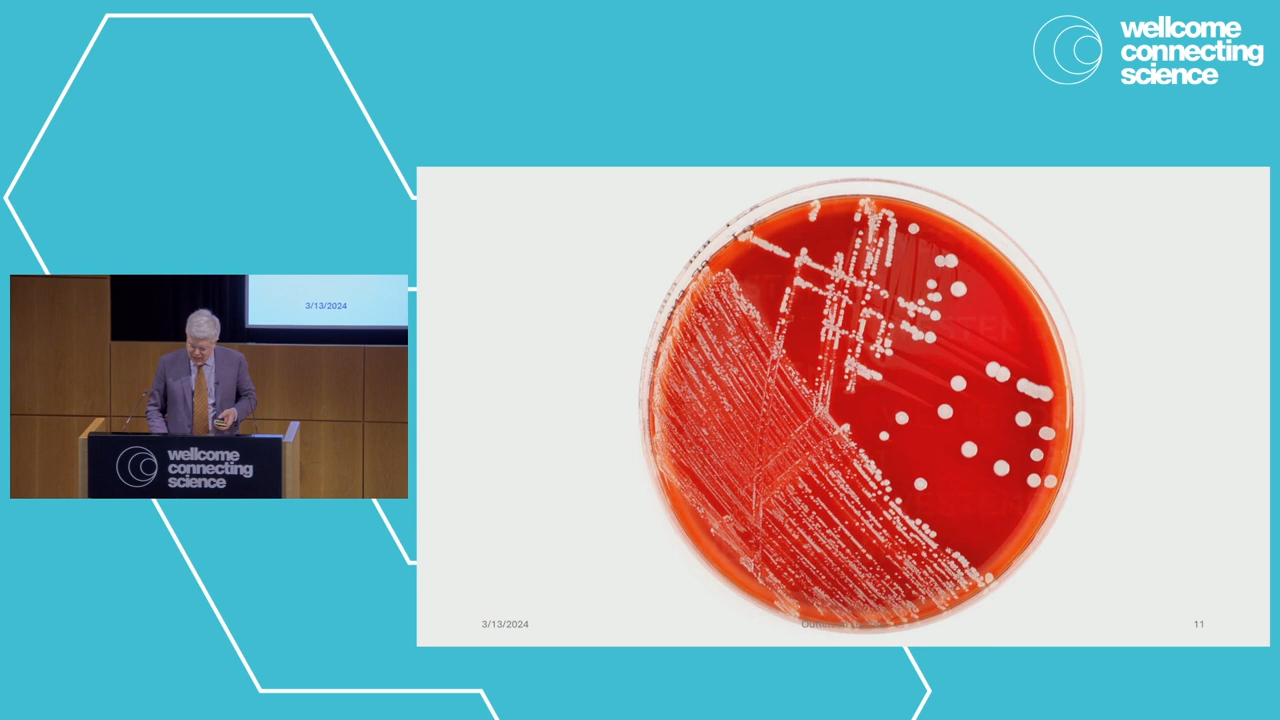 wellcome
connecting
science
3/13/2024
wellcome
connecting
science
3/13/2024
11